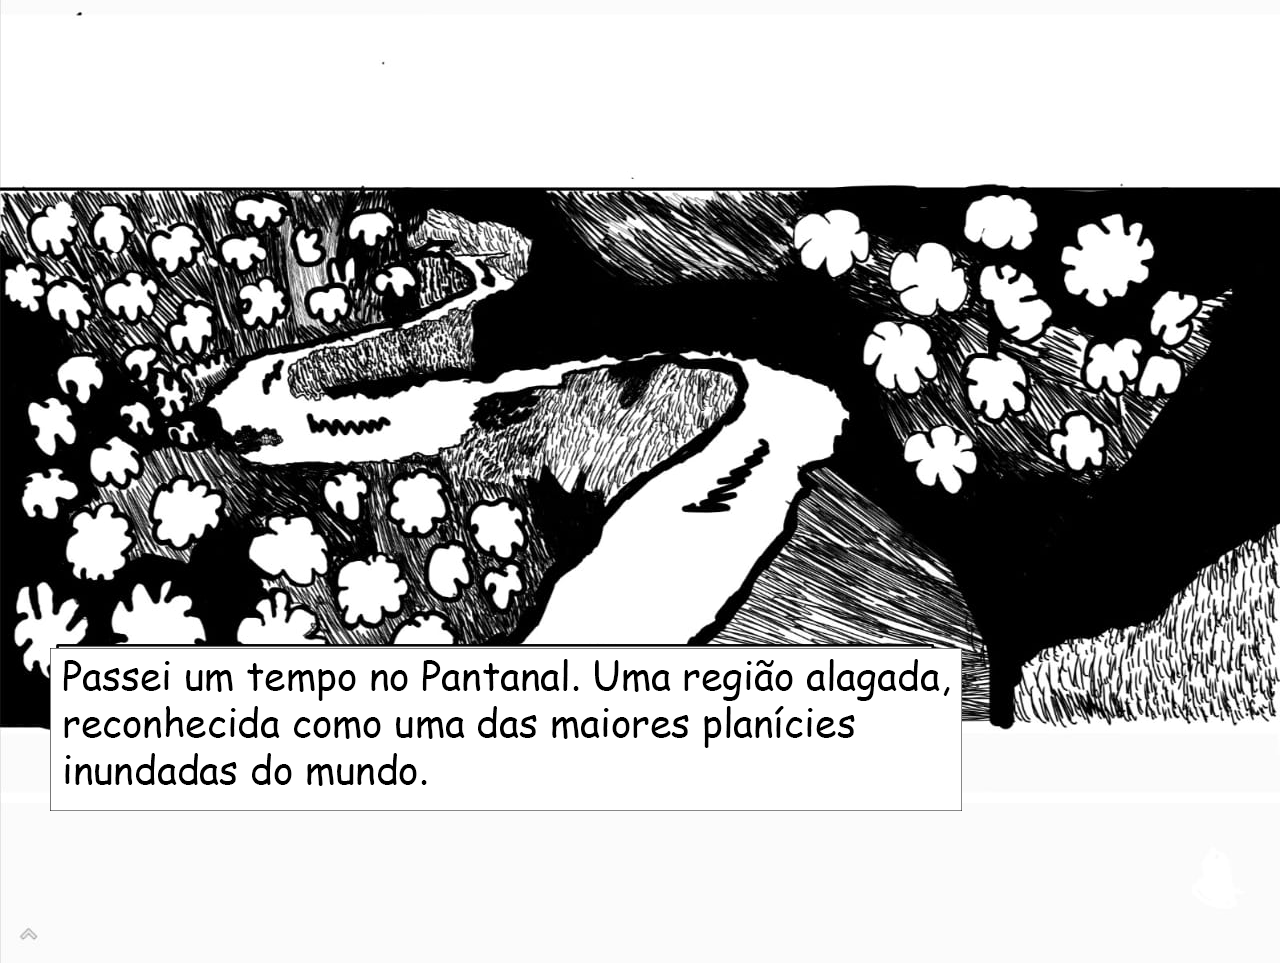 Passei um tempo no Pantanal. Uma região alagada,
reconhecida como uma das maiores planícies
inundadas do mundo.